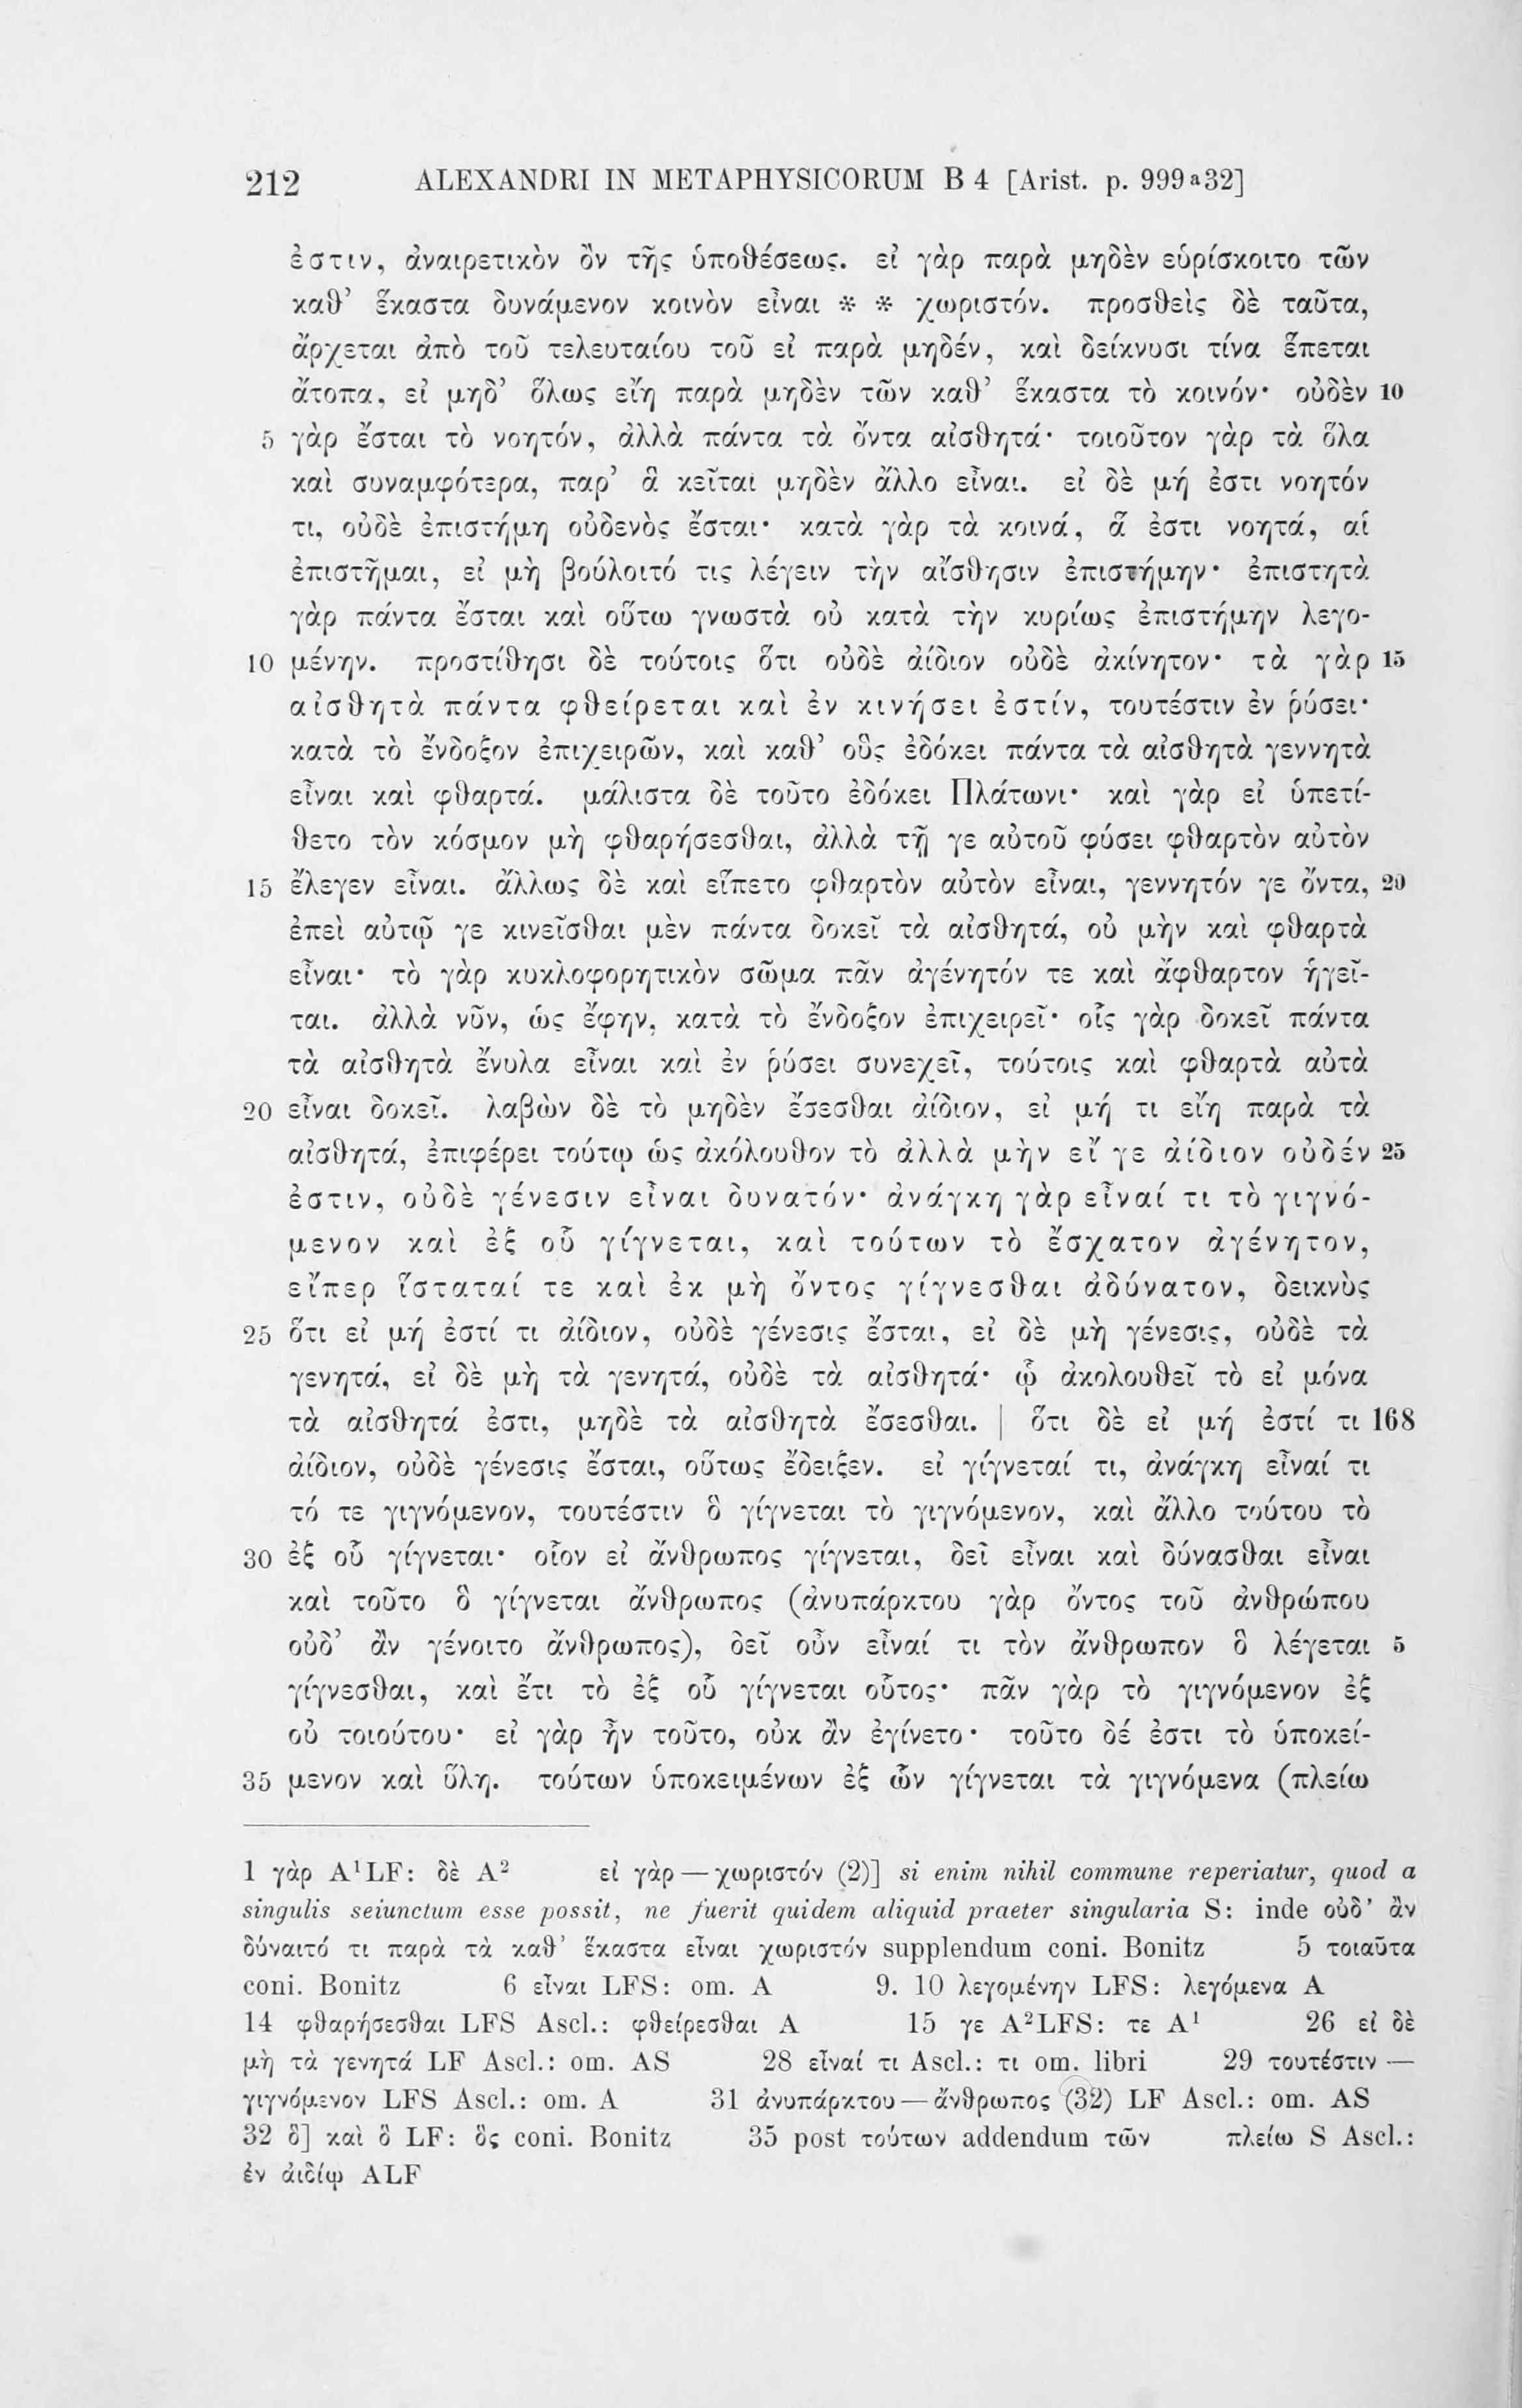 212 ALEXANDRI IN METAPHYSICORUM B 4 [Arist. p. 999ᵃ32]
ἐστιν, ἀναιρετικὸν ὂν τῆς ὑποθέσεως. εἰ γὰρ παρὰ μηδὲν εὑρίσκοιτο τῶν
καθ’ ἕκαστα δυνάμενον κοινὸν εἶναι * * χωριστόν. προσθεὶς δὲ ταῦτα,
ἄρχεται ἀπὸ τοῦ τελευταίου τοῦ εἰ παρὰ μηδέν, καὶ δείκνυσι τίνα ἕπεται
ἄτοπα, εἰ μηδ’ ὅλως εἴη παρὰ μηδὲν τῶν καθ’ ἕκαστα τὸ κοινόν· οὐδὲν 10
5 γὰρ ἔσται τὸ νοητόν, ἀλλὰ πάντα τὰ ὄντα αἰσθητά· τοιοῦτον γὰρ τὰ ὅλα
καὶ συναμφότερα, παρ’ ἃ κεῖται μηδὲν ἄλλο εἶναι. εἰ δὲ μή ἐστι νοητόν
τι, οὐδὲ ἐπιστήμη οὐδενὸς ἔσται· κατὰ γὰρ τὰ κοινά, ἅ ἐστι νοητά, αἱ
ἐπιστῆμαι, εἰ μὴ βούλοιτό τις λέγειν τὴν αἴσθησιν ἐπιστήμην· ἐπιστητὰ
γὰρ πάντα ἔσται καὶ οὕτω γνωστὰ οὐ κατὰ τὴν κυρίως ἐπιστήμην λεγο-
10 μένην. προστίθησι δὲ τούτοις ὅτι οὐδὲ ἀίδιον οὐδὲ ἀκίνητον· τὰ γὰρ 15
αἰσθητὰ πάντα φθείρεται καὶ ἐν κινήσει ἐστίν, τουτέστιν ἐν ῥύσει·
κατὰ τὸ ἔνδοξον ἐπιχειρῶν, καὶ καθ’ οὓς ἐδόκει πάντα τὰ αἰσθητὰ γεννητὰ
εἶναι καὶ φθαρτά. μάλιστα δὲ τοῦτο ἐδόκει Πλάτωνι· καὶ γὰρ εἰ ὑπετί-
θετο τὸν κόσμον μὴ φθαρήσεσθαι, ἀλλὰ τῇ γε αὐτοῦ φύσει φθαρτὸν αὐτὸν
15 ἔλεγεν εἶναι. ἄλλως δὲ καὶ εἵπετο φθαρτὸν αὐτὸν εἶναι, γεννητόν γε ὄντα, 20
ἐπεὶ αὐτῷ γε κινεῖσθαι μὲν πάντα δοκεῖ τὰ αἰσθητά, οὐ μὴν καὶ φθαρτὰ
εἶναι· τὸ γὰρ κυκλοφορητικὸν σῶμα πᾶν ἀγένητόν τε καὶ ἄφθαρτον ἡγεῖ-
ται. ἀλλὰ νῦν, ὡς ἔφην, κατὰ τὸ ἔνδοξον ἐπιχειρεῖ· οἷς γὰρ δοκεῖ πάντα
τὰ αἰσθητὰ ἔνυλα εἶναι καὶ ἐν ῥύσει συνεχεῖ, τούτοις καὶ φθαρτὰ αὐτὰ
20 εἶναι δοκεῖ. λαβὼν δὲ τὸ μηδὲν ἔσεσθαι ἀίδιον, εἰ μή τι εἴη παρὰ τὰ
αἰσθητά, ἐπιφέρει τούτῳ ὡς ἀκόλουθον τὸ ἀλλὰ μὴν εἴ γε ἀίδιον οὐδέν 25
ἐστιν, οὐδὲ γένεσιν εἶναι δυνατόν· ἀνάγκη γὰρ εἶναί τι τὸ γιγνό-
μενον καὶ ἐξ οὗ γίγνεται, καὶ τούτων τὸ ἔσχατον ἀγένητον,
εἴπερ ἵσταταί τε καὶ ἐκ μὴ ὄντος γίγνεσθαι ἀδύνατον, δεικνὺς
25 ὅτι εἰ μή ἐστί τι ἀίδιον, οὐδὲ γένεσις ἔσται, εἰ δὲ μὴ γένεσις, οὐδὲ τὰ
γενητά, εἰ δὲ μὴ τὰ γενητά, οὐδὲ τὰ αἰσθητά· ᾧ ἀκολουθεῖ τὸ εἰ μόνα
τὰ αἰσθητά ἐστι, μηδὲ τὰ αἰσθητὰ ἔσεσθαι. | ὅτι δὲ εἰ μή ἐστί τι 168
ἀίδιον, οὐδὲ γένεσις ἔσται, οὕτως ἔδειξεν. εἰ γίγνεταί τι, ἀνάγκη εἶναί τι
τό τε γιγνόμενον, τουτέστιν ὃ γίγνεται τὸ γιγνόμενον, καὶ ἄλλο τούτου τὸ
30 ἐξ οὗ γίγνεται· οἷον εἰ ἄνθρωπος γίγνεται, δεῖ εἶναι καὶ δύνασθαι εἶναι
καὶ τοῦτο ὃ γίγνεται ἄνθρωπος (ἀνυπάρκτου γὰρ ὄντος τοῦ ἀνθρώπου
οὐδ’ ἂν γένοιτο ἄνθρωπος), δεῖ οὖν εἶναί τι τὸν ἄνθρωπον ὃ λέγεται 5
γίγνεσθαι, καὶ ἔτι τὸ ἐξ οὗ γίγνεται οὗτος· πᾶν γὰρ τὸ γιγνόμενον ἐξ
οὐ τοιούτου· εἰ γὰρ ἦν τοῦτο, οὐκ ἂν ἐγίνετο· τοῦτο δέ ἐστι τὸ ὑποκεί-
35 μενον καὶ ὕλη. τούτων ὑποκειμένων ἐξ ὧν γίγνεται τὰ γιγνόμενα (πλείω
1 γὰρ A¹LF: δὲ A² εἰ γὰρ — χωριστόν (2)] si enim nihil commune reperiatur, quod a
singulis seiunctum esse possit, ne fuerit quidem aliquid praeter singularia S: inde οὐδ’ ἂν
δύναιτό τι παρὰ τὰ καθ’ ἕκαστα εἶναι χωριστόν supplendum coni. Bonitz 5 τοιαῦτα
coni. Bonitz 6 εἶναι LFS: om. A 9. 10 λεγομένην LFS: λεγόμενα A
14 φθαρήσεσθαι LFS Ascl.: φθείρεσθαι A 15 γε A²LFS: τε A¹ 26 εἰ δὲ
μὴ τὰ γενητά LF Ascl.: om. AS 28 εἶναί τι Ascl.: τι om. libri 29 τουτέστιν —
γιγνόμενον LFS Ascl.: om. A 31 ἀνυπάρκτου — ἄνθρωπος (32) LF Ascl.: om. AS
32 ὃ] καὶ ὃ LF: ὃς coni. Bonitz 35 post τούτων addendum τῶν πλείω S Ascl.:
ἐν ἀιδίῳ ALF